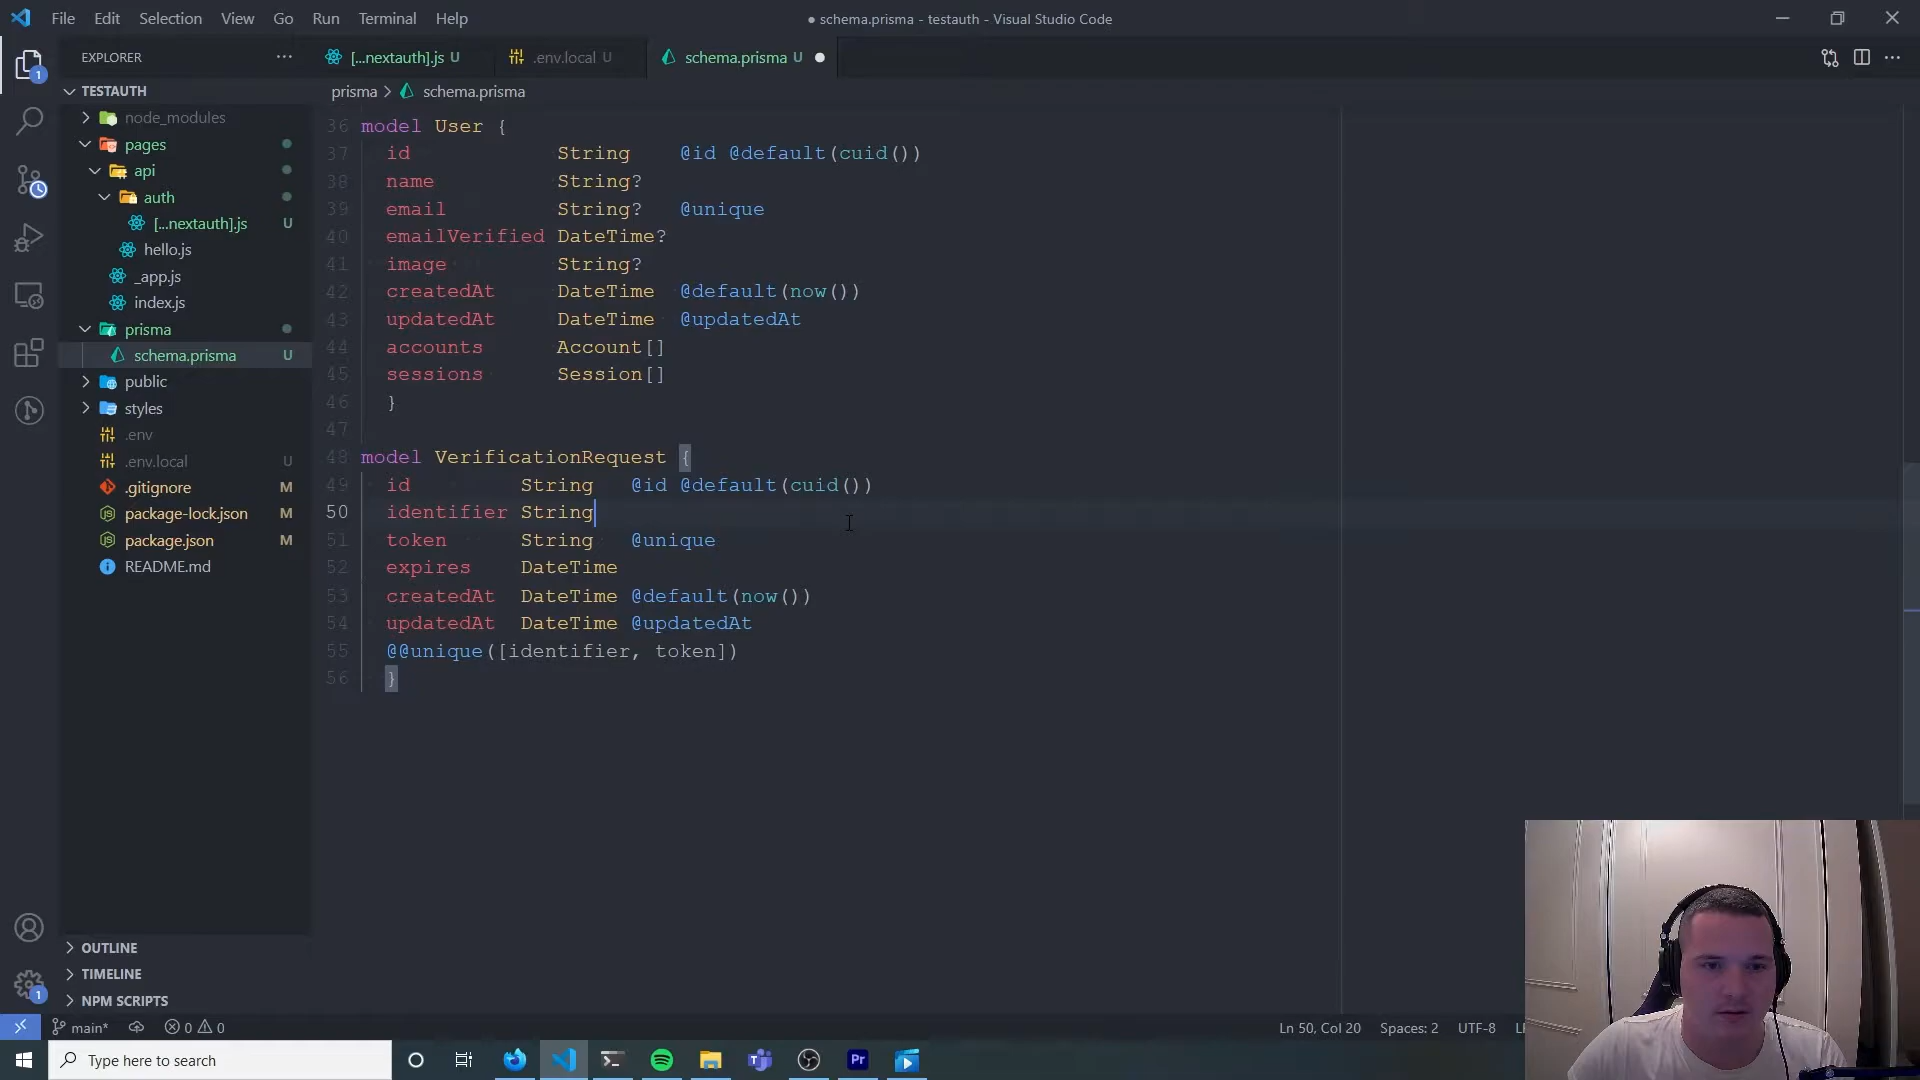 File Edit Selection View Go Run Terminal Help
● schema.prisma - testauth - Visual Studio Code
EXPLORER
[...nextauth].js U
.env.local U
schema.prisma U
TESTAUTH
node_modules
pages
api
auth
[...nextauth].js U
hello.js
_app.js
index.js
prisma
schema.prisma U
public
styles
.env
.env.local U
.gitignore M
package-lock.json M
package.json M
README.md
OUTLINE
TIMELINE
NPM SCRIPTS
prisma > schema.prisma
36 model User {
37 id String @id @default(cuid())
38 name String?
39 email String? @unique
40 emailVerified DateTime?
41 image String?
42 createdAt DateTime @default(now())
43 updatedAt DateTime @updatedAt
44 accounts Account[]
45 sessions Session[]
46 }
47
48 model VerificationRequest {
49 id String @id @default(cuid())
50 identifier String
51 token String @unique
52 expires DateTime
53 createdAt DateTime @default(now())
54 updatedAt DateTime @updatedAt
55 @@unique([identifier, token])
56 }
1
1
main* 0 0
Ln 50, Col 20 Spaces: 2 UTF-8
Type here to search
Pr